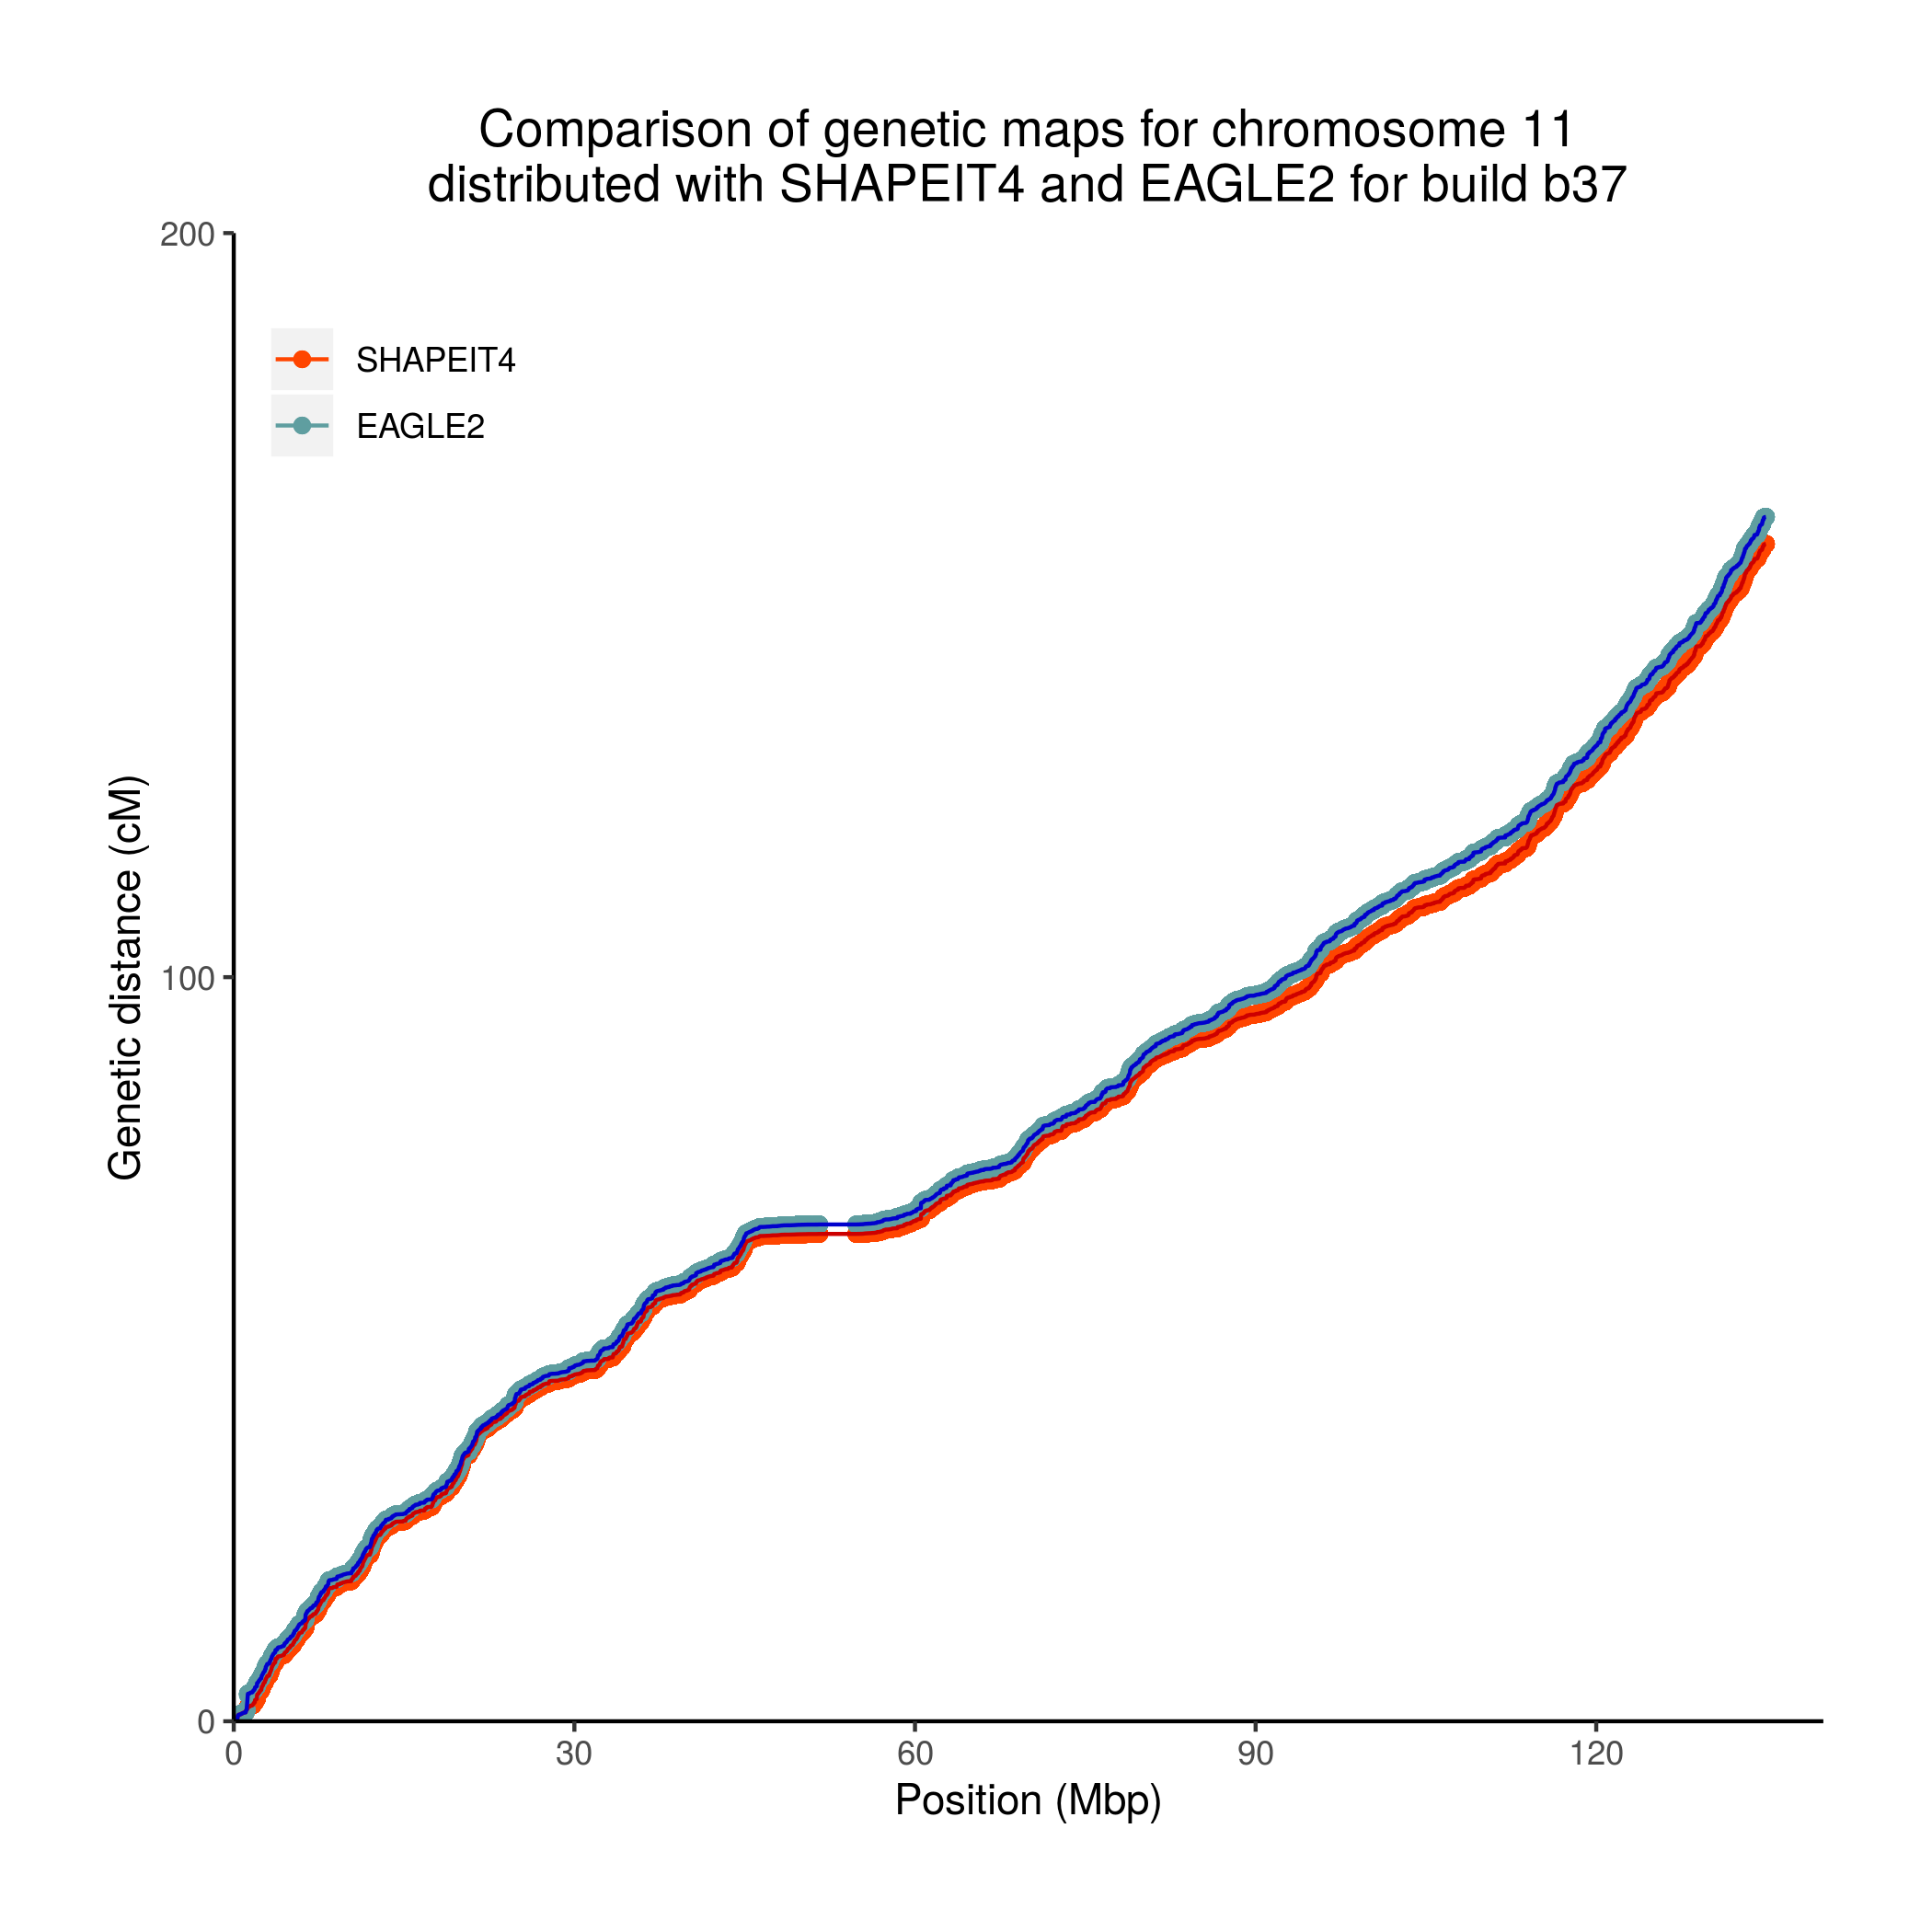 Comparison of genetic maps for chromosome 11
distributed with SHAPEIT4 and EAGLE2 for build b37
200
SHAPEIT4
EAGLE2
Genetic distance (cM)
100
0
0 30 60 90 120
Position (Mbp)